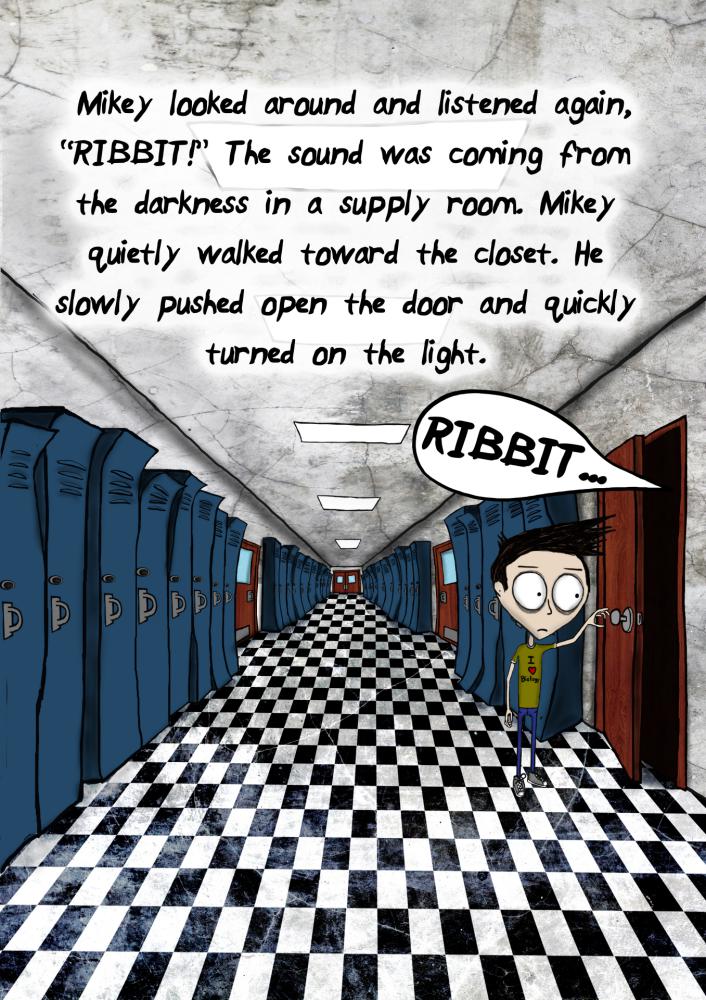 Mikey looked around and listened again,
“RIBBIT!” The sound was coming from
the darkness in a supply room. Mikey
quietly walked toward the closet. He
slowly pushed open the door and quickly
turned on the light.
RIBBIT...
I
Biology